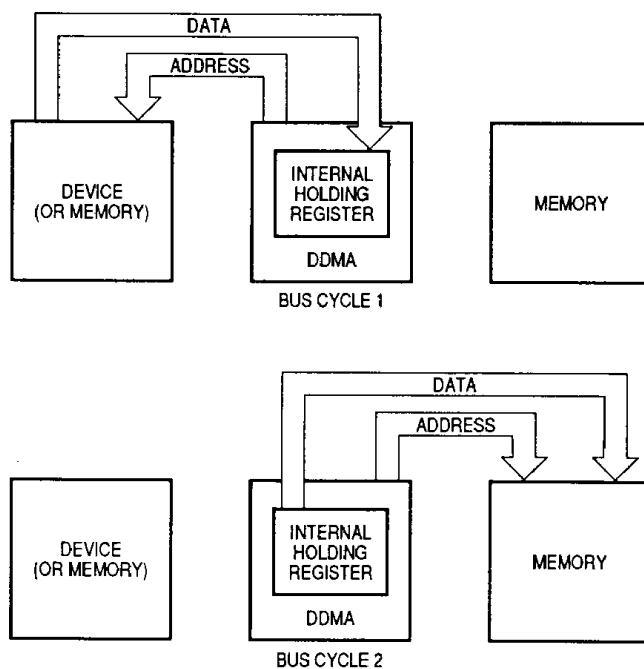 DATA
ADDRESS
DEVICE
(OR MEMORY)
INTERNAL
HOLDING
REGISTER
DDMA
MEMORY
BUS CYCLE 1
DATA
ADDRESS
DEVICE
(OR MEMORY)
INTERNAL
HOLDING
REGISTER
DDMA
MEMORY
BUS CYCLE 2